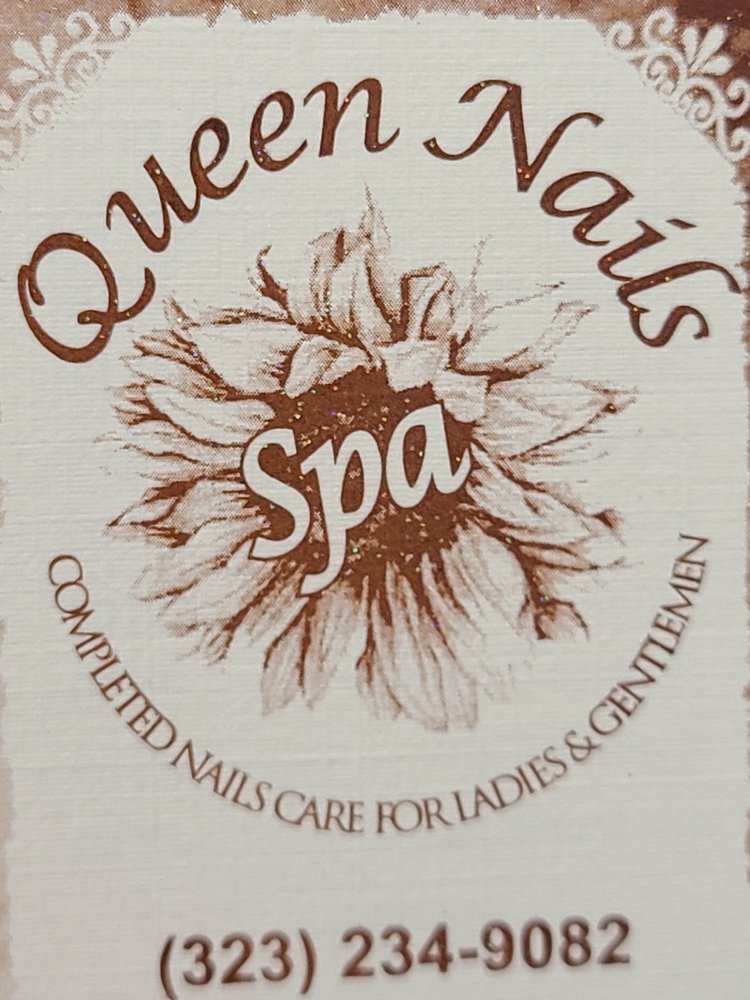 Queen Nails
Spa
COMPLETED NAILS CARE FOR LADIES & GENTLEMEN
(323) 234-9082